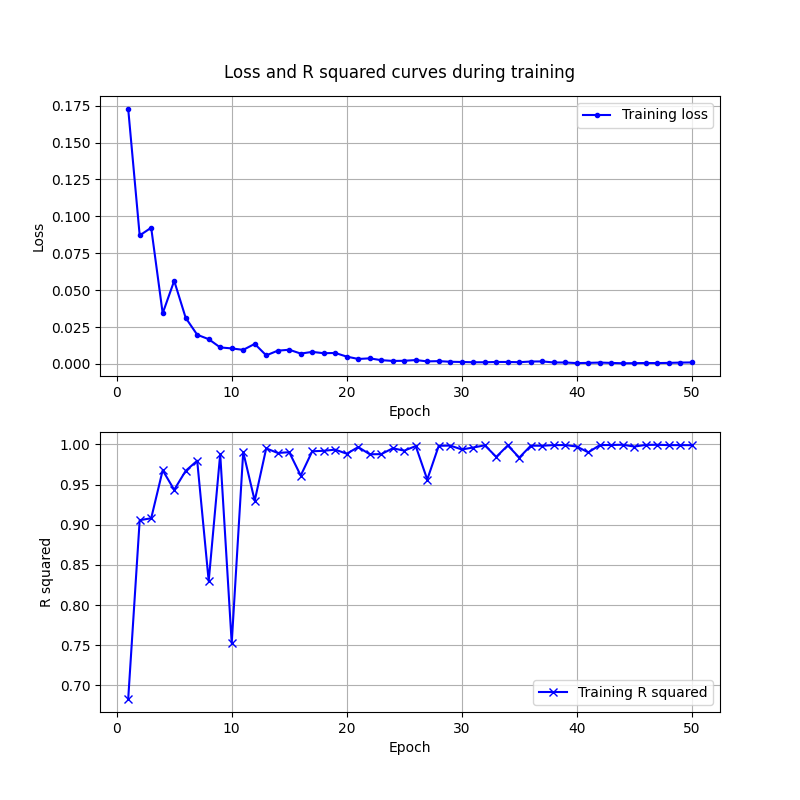 Loss and R squared curves during training
0.175
0.150
0.125
0.100
0.075
0.050
0.025
0.000
Loss
Training loss
0 10 20 30 40 50
Epoch
1.00
0.95
0.90
0.85
0.80
0.75
0.70
R squared
Training R squared
0 10 20 30 40 50
Epoch